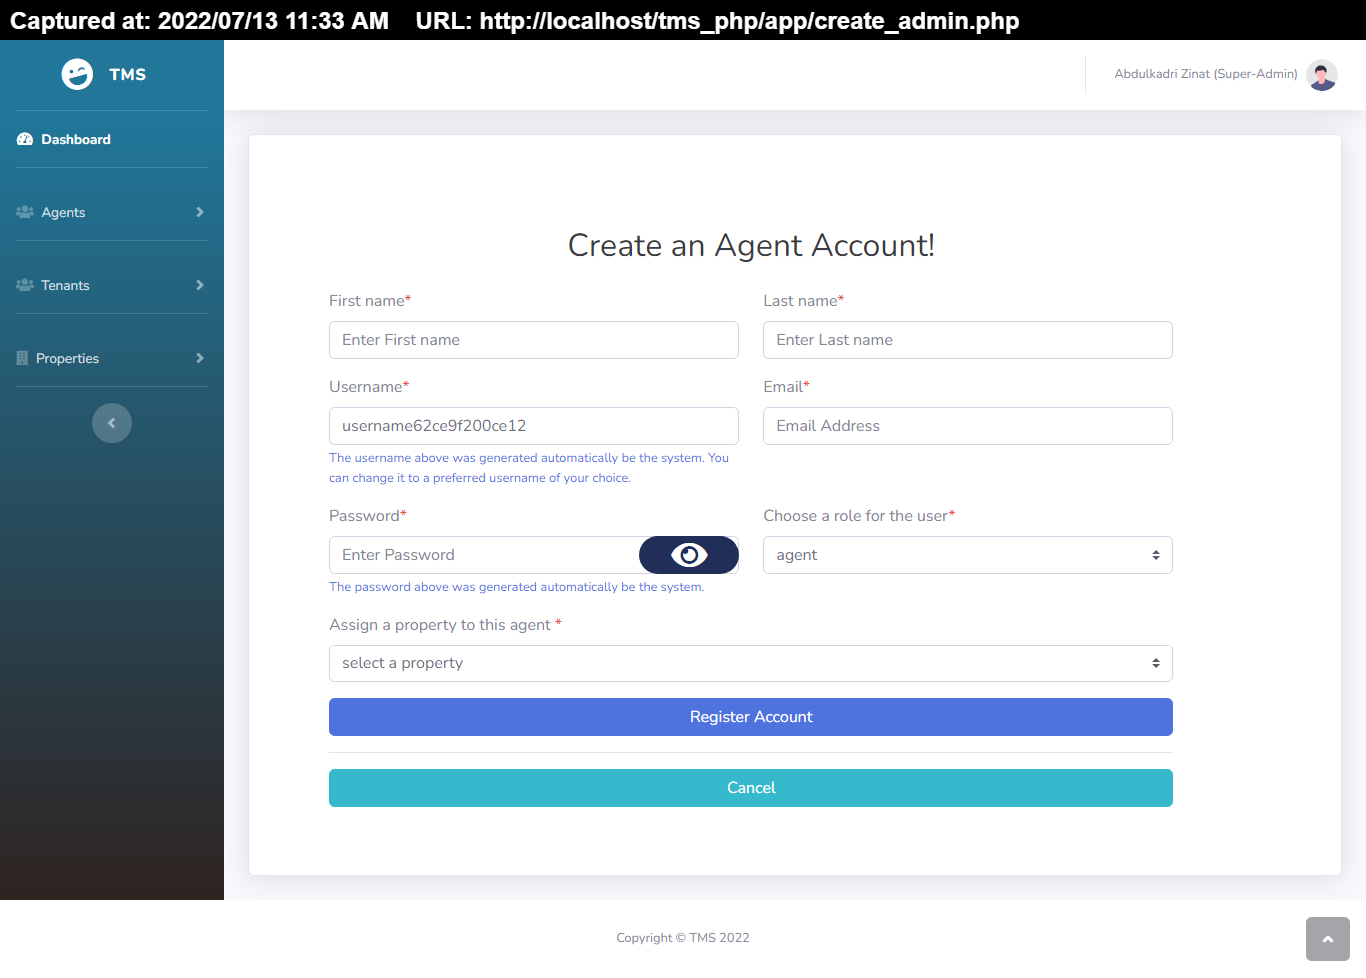 Captured at: 2022/07/13 11:33 AM URL: http://localhost/tms_php/app/create_admin.php
TMS
Abdulkadri Zinat (Super-Admin)
Dashboard
Agents
Tenants
Properties
Create an Agent Account!
First name*
Last name*
Enter First name
Enter Last name
Username*
Email*
username62ce9f200ce12
Email Address
The username above was generated automatically be the system. You
can change it to a preferred username of your choice.
Password*
Choose a role for the user*
Enter Password
agent
The password above was generated automatically be the system.
Assign a property to this agent *
select a property
Register Account
Cancel
Copyright © TMS 2022